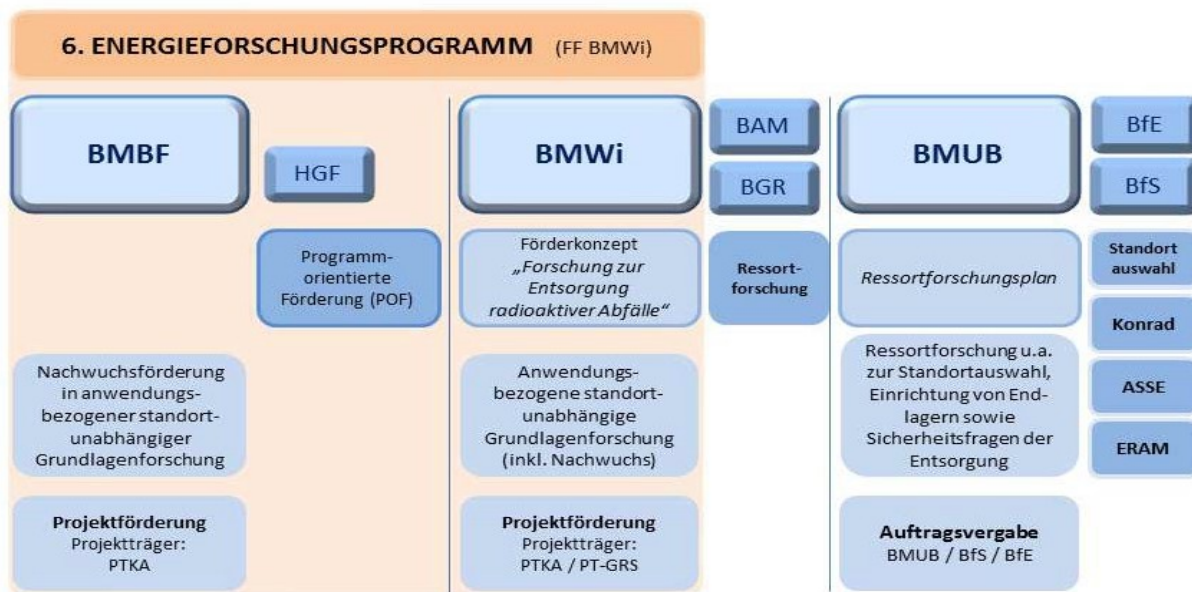 6. ENERGIEFORSCHUNGSPROGRAMM (FF BMWi)
BMBF
HGF
Programm-
orientierte
Förderung (POF)
Nachwuchsförderung
in anwendungs-
bezogener standort-
unabhängiger
Grundlagenforschung
Projektförderung
Projektträger:
PTKA
BMWi
BAM
BGR
Förderkonzept
„Forschung zur
Entsorgung
radioaktiver Abfälle“
Ressort-
forschung
Anwendungs-
bezogene standort-
unabhängige
Grundlagenforschung
(inkl. Nachwuchs)
Projektförderung
Projektträger:
PTKA / PT-GRS
BMUB
BfE
BfS
Ressortforschungsplan
Standort
auswahl
Konrad
ASSE
ERAM
Ressortforschung u.a.
zur Standortauswahl,
Einrichtung von End-
lagern sowie
Sicherheitsfragen der
Entsorgung
Auftragsvergabe
BMUB / BfS / BfE